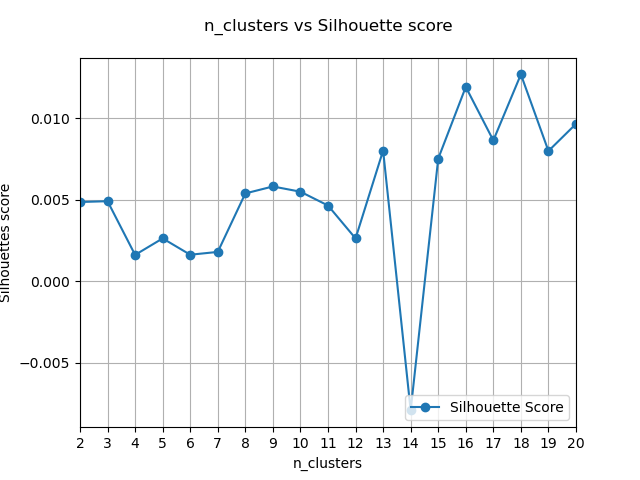 n_clusters vs Silhouette score
Silhouettes score
0.010
0.005
0.000
−0.005
Silhouette Score
2 3 4 5 6 7 8 9 10 11 12 13 14 15 16 17 18 19 20
n_clusters